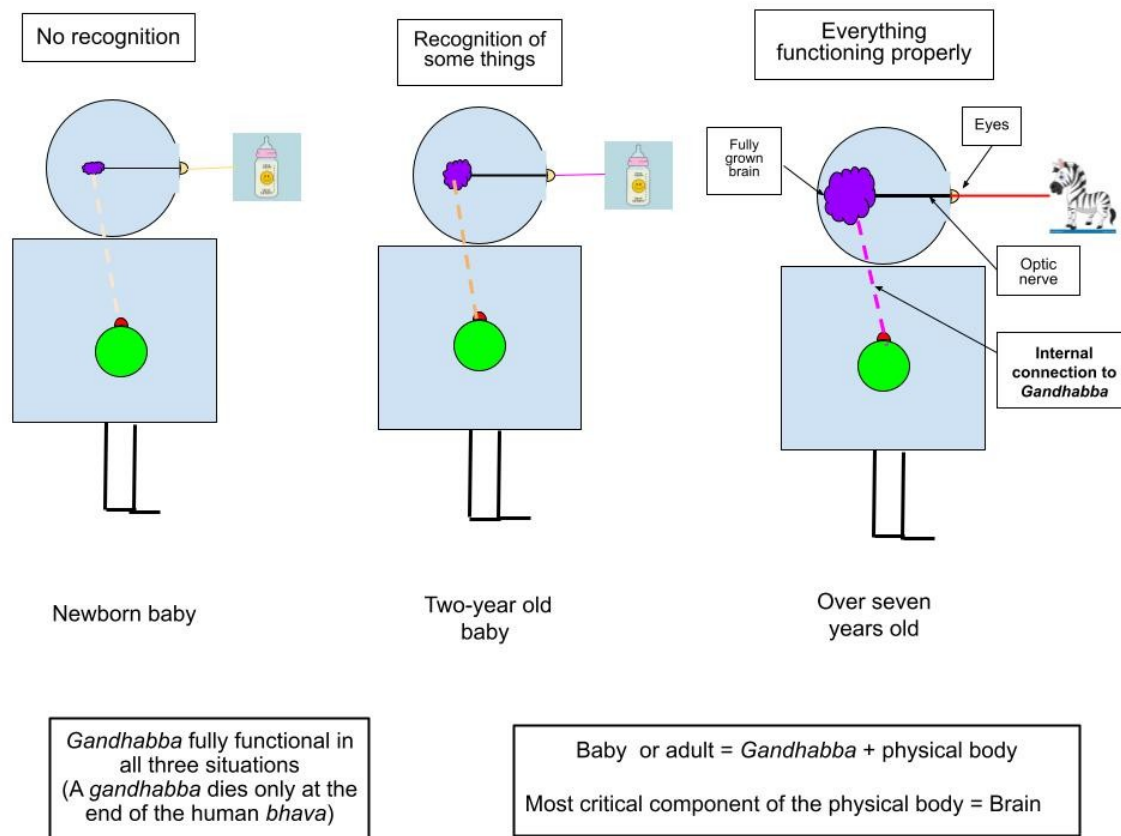 No recognition
Recognition of
some things
Everything
functioning properly
Fully
grown
brain
Eyes
Optic
nerve
Internal
connection to
Gandhabba
Newborn baby
Two-year old
baby
Over seven
years old
Gandhabba fully functional in
all three situations
(A gandhabba dies only at the
end of the human bhava)
Baby or adult = Gandhabba + physical body
Most critical component of the physical body = Brain